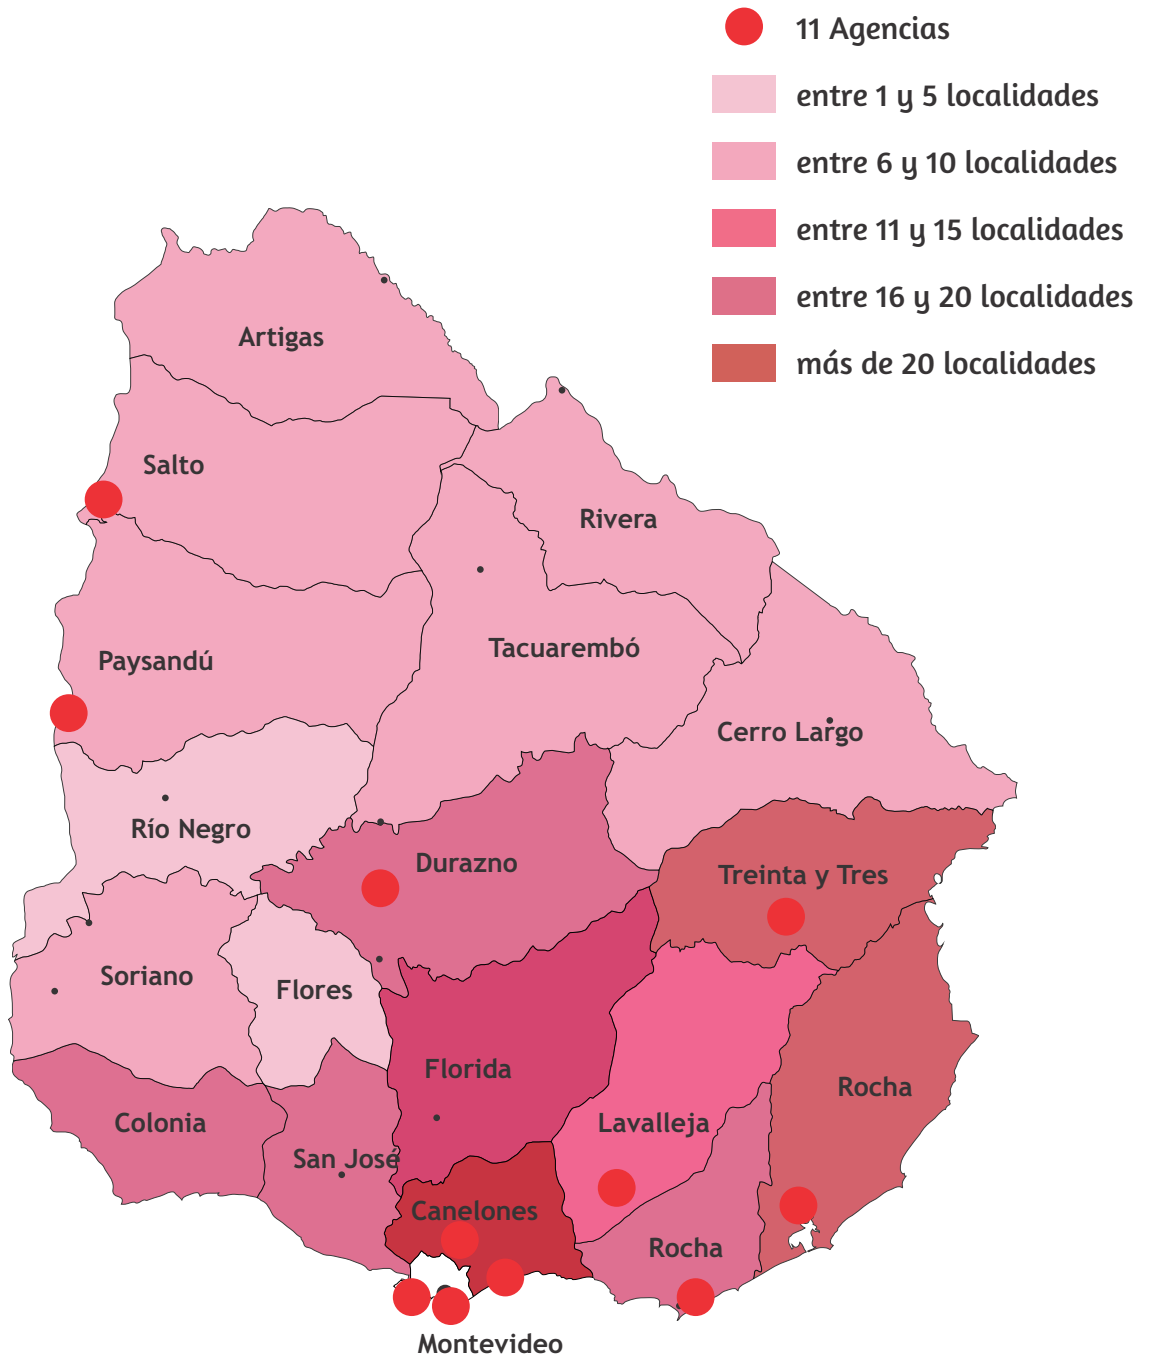 11 Agencias
entre 1 y 5 localidades
entre 6 y 10 localidades
entre 11 y 15 localidades
entre 16 y 20 localidades
más de 20 localidades
Artigas
Salto
Rivera
Tacuarembó
Paysandú
Cerro Largo
Río Negro
Durazno
Treinta y Tres
Soriano
Flores
Florida
Rocha
Colonia
Lavalleja
San José
Canelones
Rocha
Montevideo